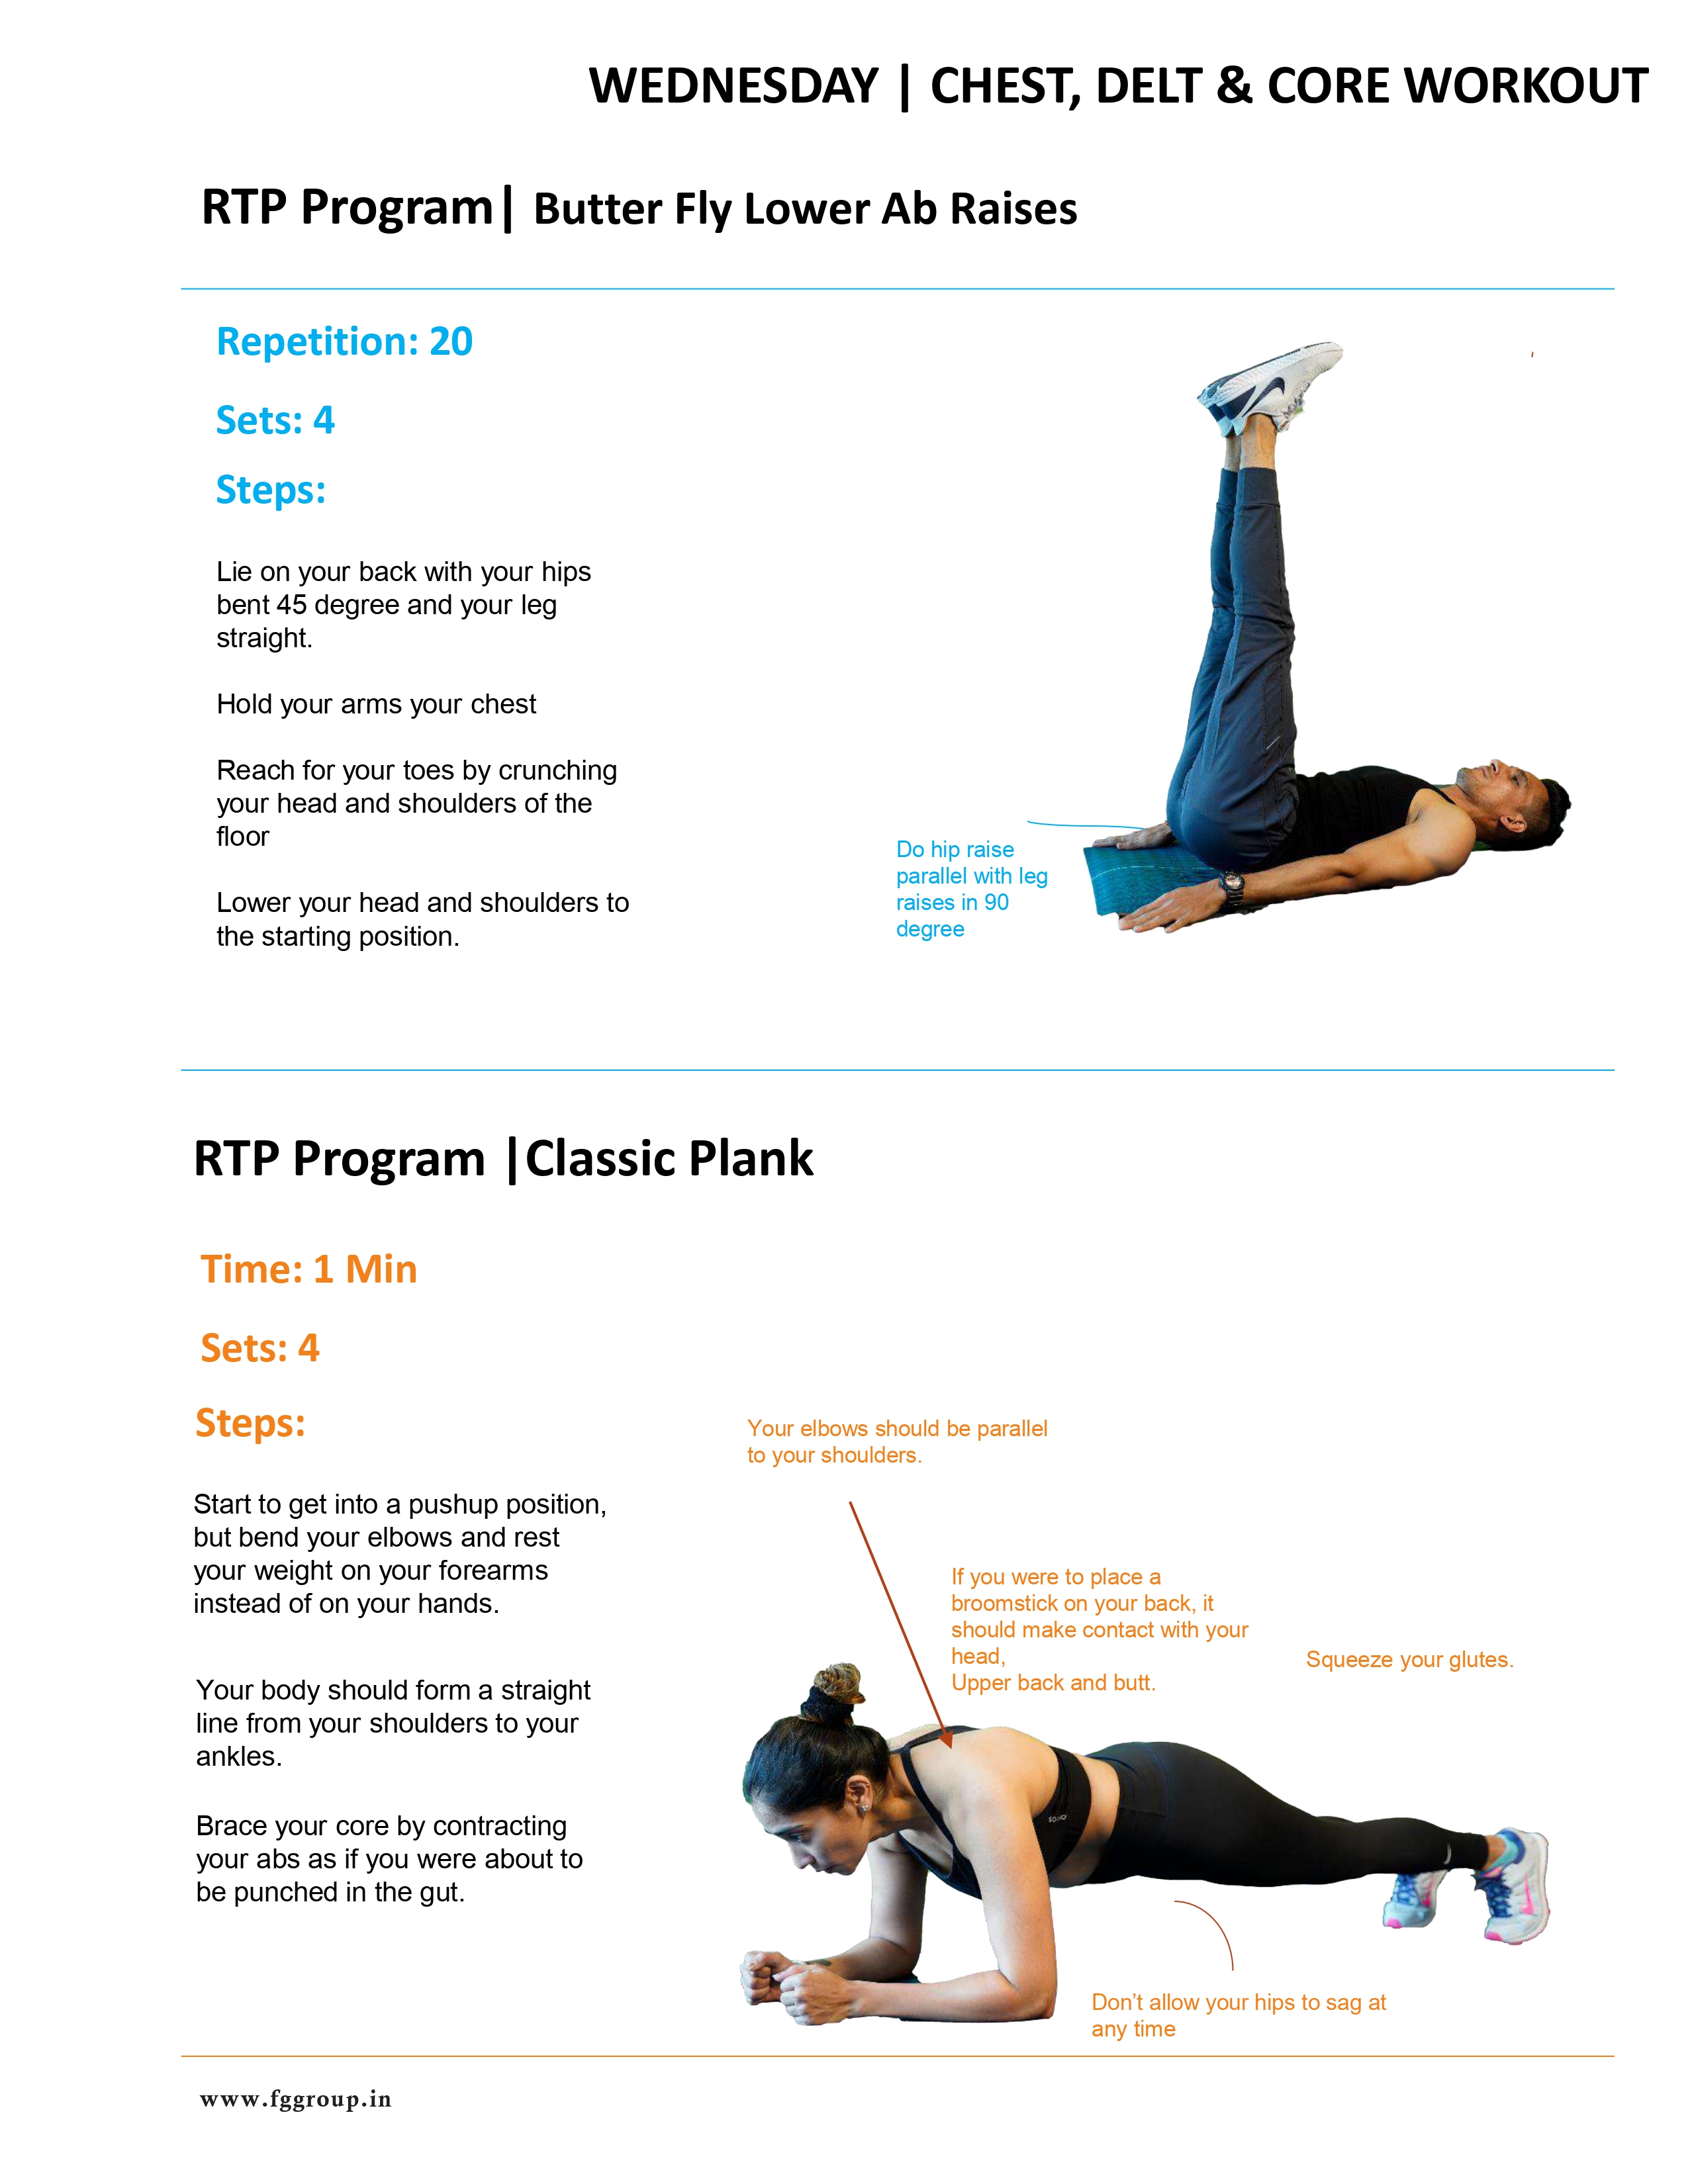 WEDNESDAY | CHEST, DELT & CORE WORKOUT
RTP Program| Butter Fly Lower Ab Raises
Repetition: 20
Sets: 4
Steps:
Lie on your back with your hips
bent 45 degree and your leg
straight.
Hold your arms your chest
Reach for your toes by crunching
your head and shoulders of the
floor
Lower your head and shoulders to
the starting position.
Do hip raise
parallel with leg
raises in 90
degree
RTP Program |Classic Plank
Time: 1 Min
Sets: 4
Steps:
Start to get into a pushup position,
but bend your elbows and rest
your weight on your forearms
instead of on your hands.
Your body should form a straight
line from your shoulders to your
ankles.
Brace your core by contracting
your abs as if you were about to
be punched in the gut.
Your elbows should be parallel
to your shoulders.
If you were to place a
broomstick on your back, it
should make contact with your
head,
Upper back and butt.
Squeeze your glutes.
Don't allow your hips to sag at
any time
www.fggroup.in